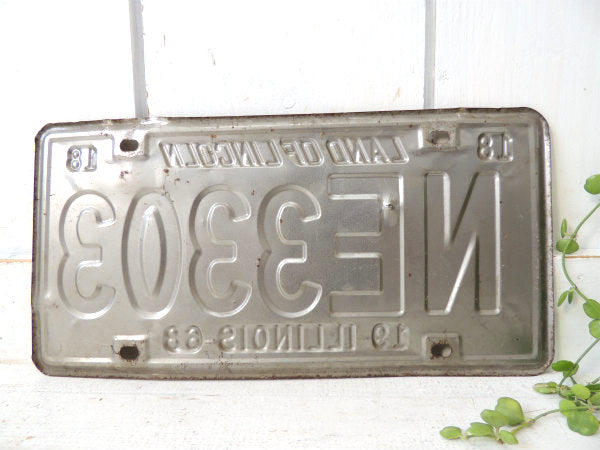 18 LAND OF LINCOLN 18
NE 3303
19 ILLINOIS-63